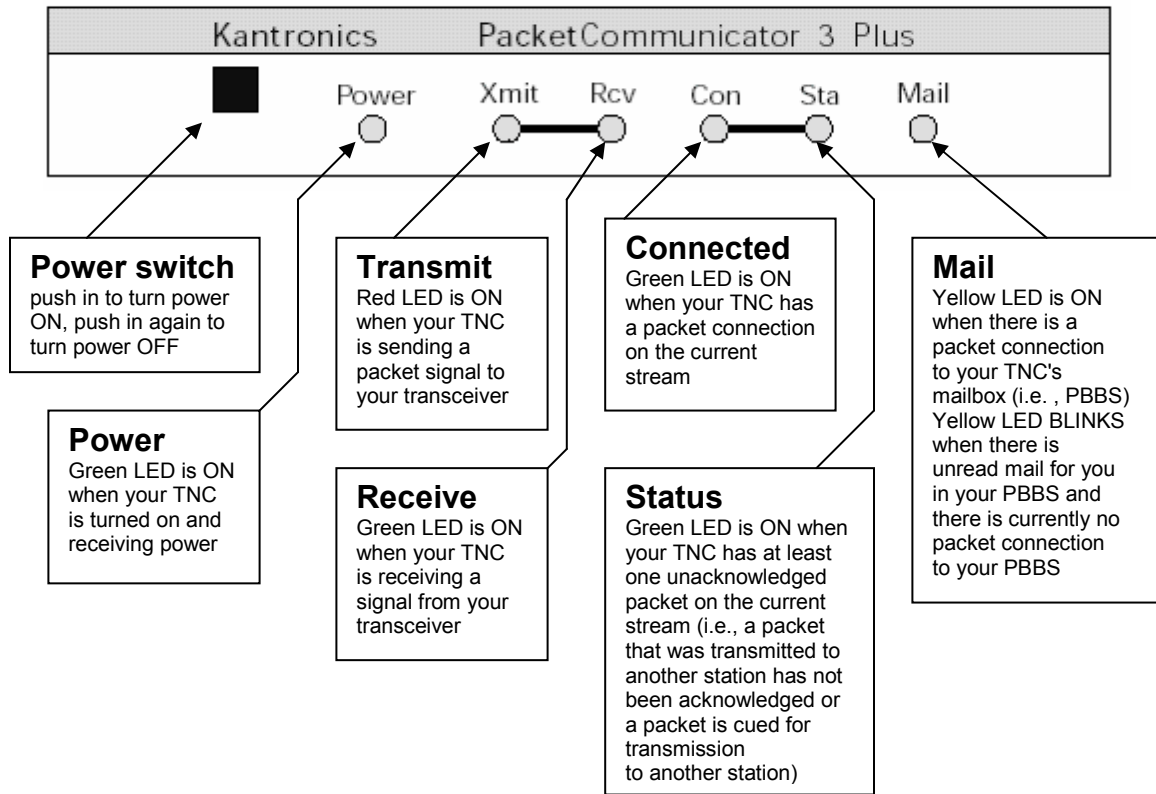 Kantronics PacketCommunicator 3 Plus
Power
Xmit
Rcv
Con
Sta
Mail
Power switch
push in to turn power
ON, push in again to
turn power OFF
Power
Green LED is ON
when your TNC
is turned on and
receiving power
Transmit
Red LED is ON
when your TNC
is sending a
packet signal to
your transceiver
Receive
Green LED is ON
when your TNC
is receiving a
signal from your
transceiver
Connected
Green LED is ON
when your TNC has
a packet connection
on the current
stream
Status
Green LED is ON when
your TNC has at least
one unacknowledged
packet on the current
stream (i.e., a packet
that was transmitted to
another station has not
been acknowledged or
a packet is cued for
transmission
to another station)
Mail
Yellow LED is ON
when there is a
packet connection
to your TNC's
mailbox (i.e. , PBBS)
Yellow LED BLINKS
when there is
unread mail for you
in your PBBS and
there is currently no
packet connection
to your PBBS